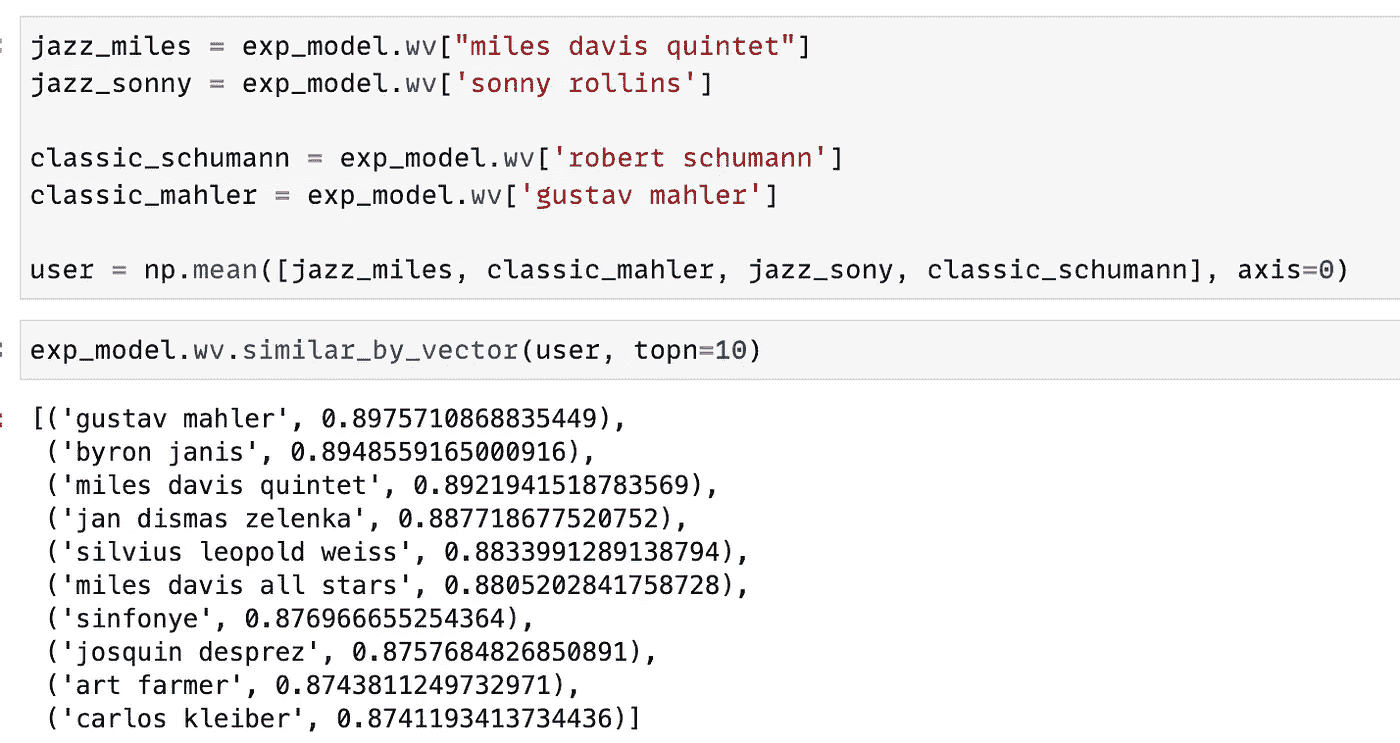 jazz_miles = exp_model.wv["miles davis quintet"]
jazz_sonny = exp_model.wv['sonny rollins']
classic_schumann = exp_model.wv['robert schumann']
classic_mahler = exp_model.wv['gustav mahler']
user = np.mean([jazz_miles, classic_mahler, jazz_sony, classic_schumann], axis=0)
exp_model.wv.similar_by_vector(user, topn=10)
[('gustav mahler', 0.8975710868835449),
('byron janis', 0.8948559165000916),
('miles davis quintet', 0.8921941518783569),
('jan dismas zelenka', 0.887718677520752),
('silvius leopold weiss', 0.8833991289138794),
('miles davis all stars', 0.8805202841758728),
('sinfonye', 0.876966655254364),
('josquin desprez', 0.8757684826850891),
('art farmer', 0.8743811249732971),
('carlos kleiber', 0.8741193413734436)]